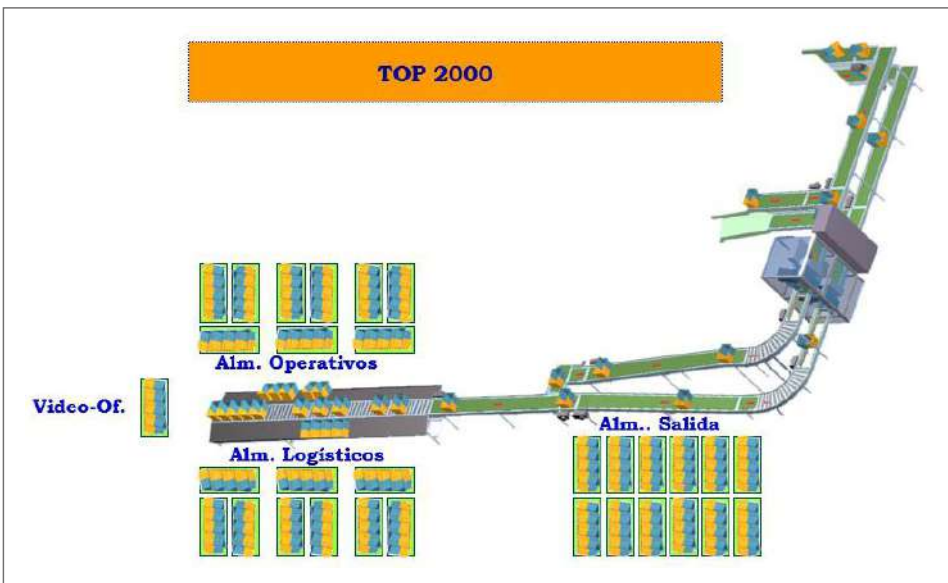 TOP 2000
Alm. Operativos
Video-Of.
Alm. Logísticos
Alm.. Salida